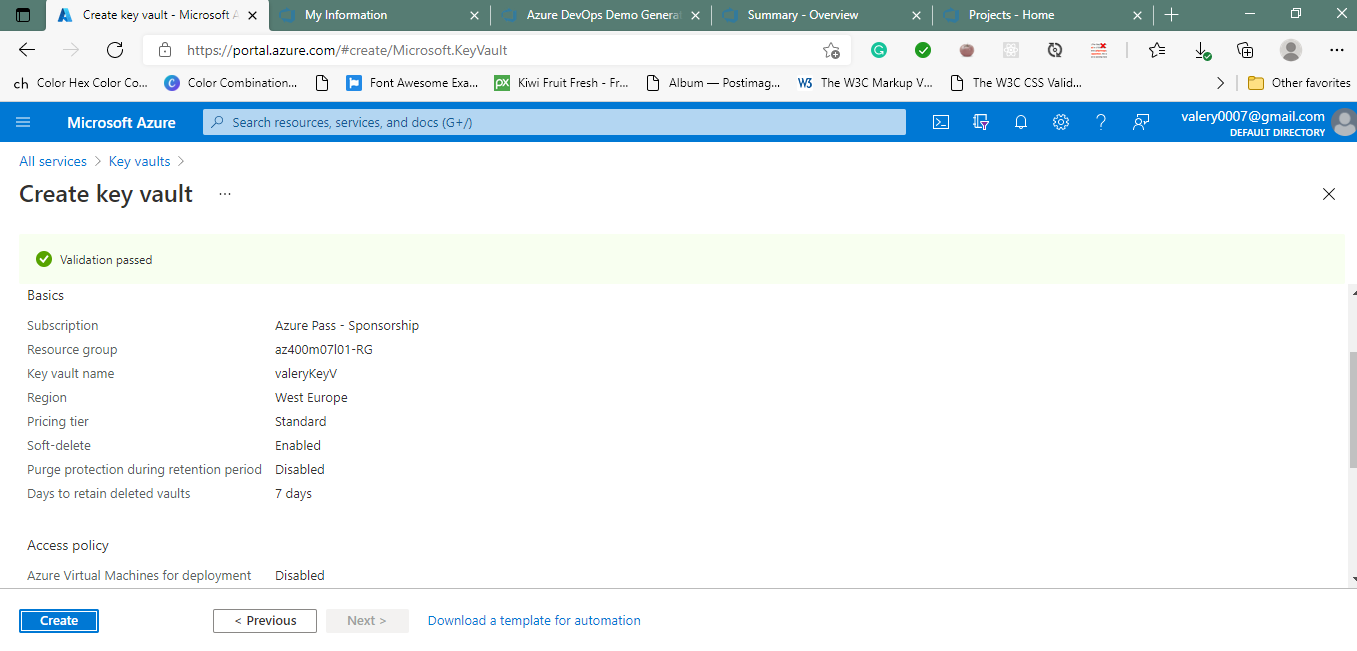 Create key vault - Microsoft A
My Information
Azure DevOps Demo Genera
Summary - Overview
Projects - Home
https://portal.azure.com/#create/Microsoft.KeyVault
ch Color Hex Color Co...
C Color Combination...
Font Awesome Exa...
px Kiwi Fruit Fresh - Fr...
Album — Postimag...
W3 The W3C Markup V...
The W3C CSS Valid...
Other favorites
Microsoft Azure
Search resources, services, and docs (G+/)
valery0007@gmail.com
DEFAULT DIRECTORY
All services > Key vaults >
Create key vault ...
Validation passed
Basics
Subscription Azure Pass - Sponsorship
Resource group az400m07l01-RG
Key vault name valeryKeyV
Region West Europe
Pricing tier Standard
Soft-delete Enabled
Purge protection during retention period Disabled
Days to retain deleted vaults 7 days
Access policy
Azure Virtual Machines for deployment Disabled
Create
< Previous
Next >
Download a template for automation